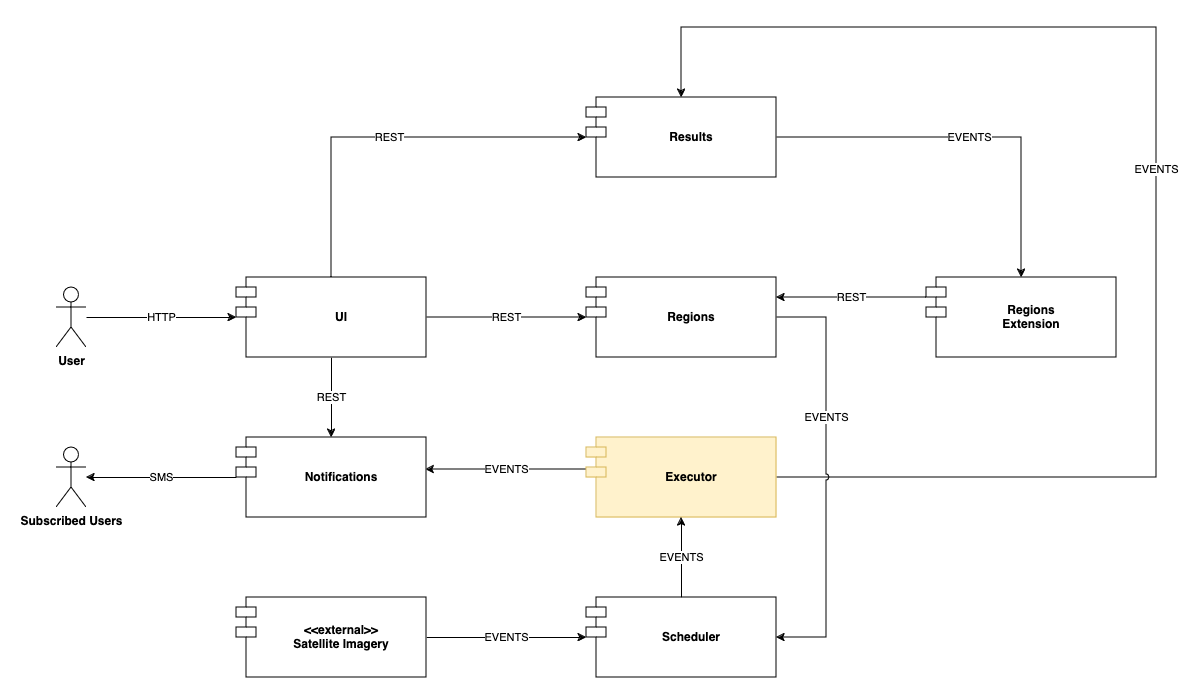 Results
REST
EVENTS
EVENTS
User
HTTP
UI
REST
Regions
REST
Regions
Extension
REST
EVENTS
Subscribed Users
SMS
Notifications
EVENTS
Executor
EVENTS
<<external>>
Satellite Imagery
EVENTS
Scheduler